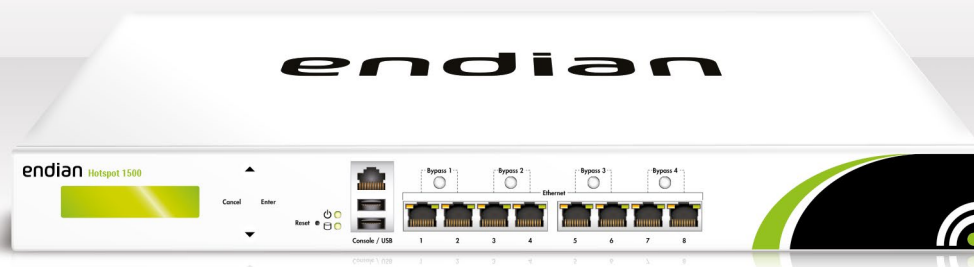 endian
endian Hotspot 1500
Cancel Enter
Reset
Console / USB
Bypass 1 Bypass 2 Bypass 3 Bypass 4
Ethernet
1 2 3 4 5 6 7 8